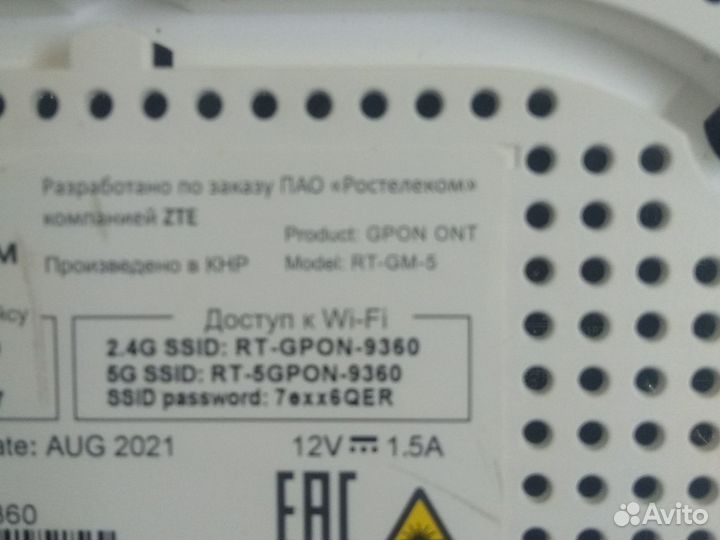 Разработано по заказу ПАО «Ростелеком»
компанией ZTE
Product: GPON ONT
Произведено в КНР
Model: RT-GM-5
Доступ к Wi-Fi
2.4G SSID: RT-GPON-9360
5G SSID: RT-5GPON-9360
SSID password: 7exx6QER
AUG 2021
12V 1.5A
360
EAC
Avito